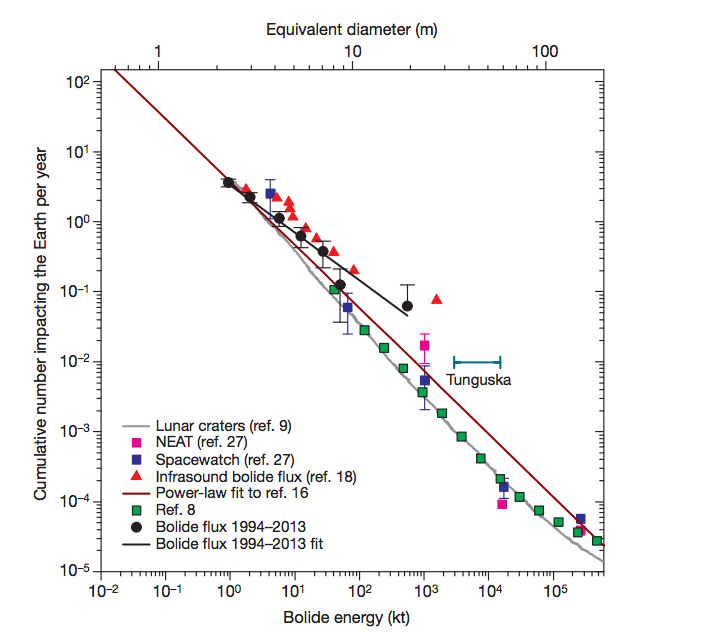 Equivalent diameter (m)
1 10 100
10²
10¹
10⁰
10⁻¹
10⁻²
10⁻³
10⁻⁴
10⁻⁵
Cumulative number impacting the Earth per year
Tunguska
Lunar craters (ref. 9)
NEAT (ref. 27)
Spacewatch (ref. 27)
Infrasound bolide flux (ref. 18)
Power-law fit to ref. 16
Ref. 8
Bolide flux 1994–2013
Bolide flux 1994–2013 fit
10⁻² 10⁻¹ 10⁰ 10¹ 10² 10³ 10⁴ 10⁵
Bolide energy (kt)